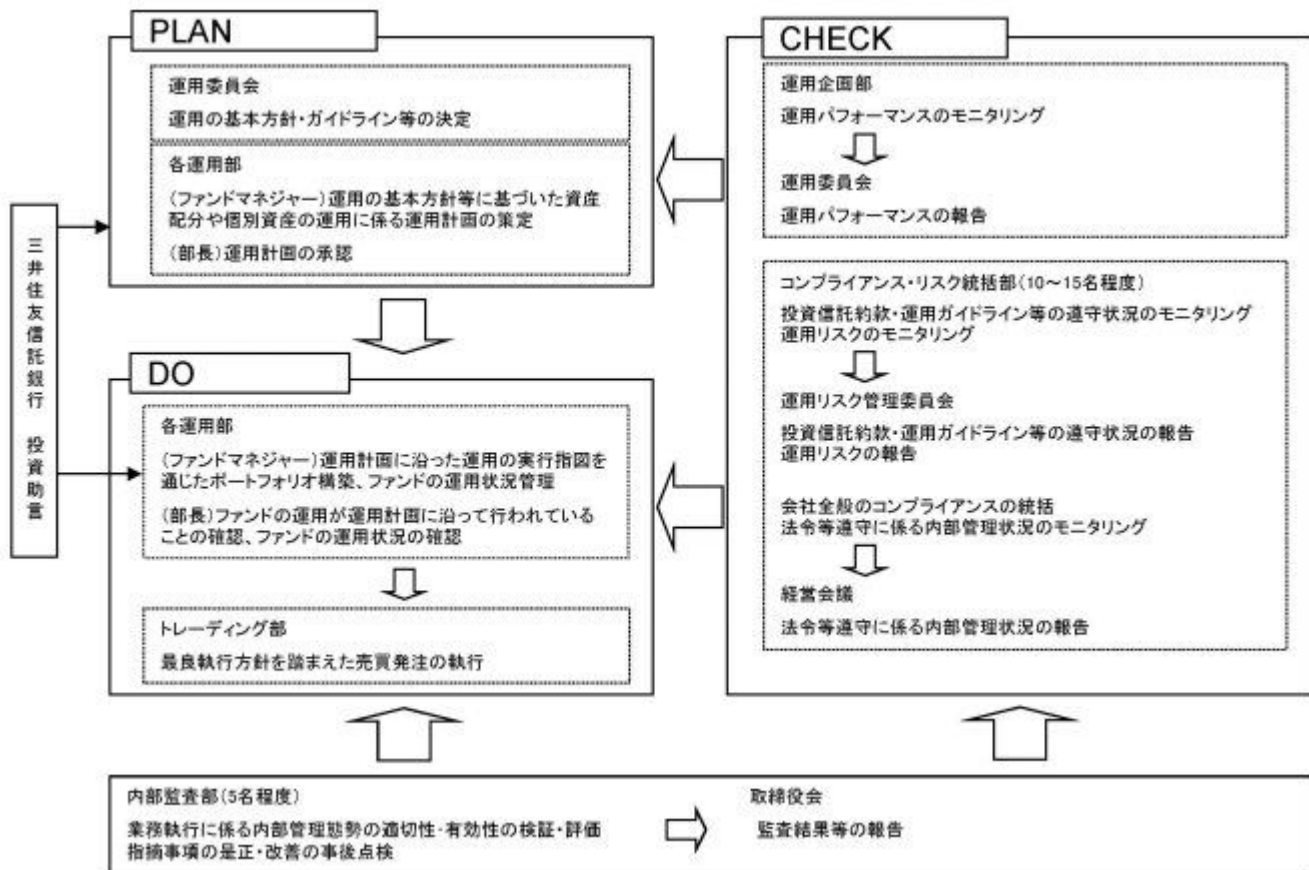 PLAN
運用委員会
運用の基本方針・ガイドライン等の決定
各運用部
(ファンドマネジャー)運用の基本方針等に基づいた資産
配分や個別資産の運用に係る運用計画の策定
(部長)運用計画の承認
三井住友信託銀行 投資助言
DO
各運用部
(ファンドマネジャー)運用計画に沿った運用の実行指図を
通じたポートフォリオ構築、ファンドの運用状況管理
(部長)ファンドの運用が運用計画に沿って行われている
ことの確認、ファンドの運用状況の確認
トレーディング部
最良執行方針を踏まえた売買発注の執行
CHECK
運用企画部
運用パフォーマンスのモニタリング
運用委員会
運用パフォーマンスの報告
コンプライアンス・リスク統括部(10〜15名程度)
投資信託約款・運用ガイドライン等の遵守状況のモニタリング
運用リスクのモニタリング
運用リスク管理委員会
投資信託約款・運用ガイドライン等の遵守状況の報告
運用リスクの報告
会社全般のコンプライアンスの統括
法令等遵守に係る内部管理状況のモニタリング
経営会議
法令等遵守に係る内部管理状況の報告
内部監査部(5名程度)
業務執行に係る内部管理態勢の適切性・有効性の検証・評価
指摘事項の是正・改善の事後点検
取締役会
監査結果等の報告